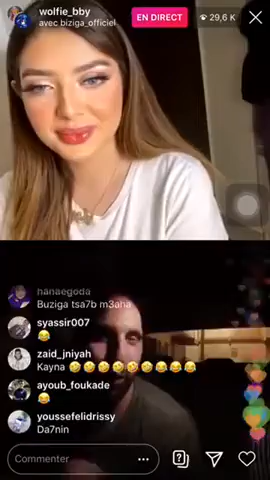 wolfie_bby
avec biziga_officiel
EN DIRECT
29,6 K
hanaegoda
Buziga tsa7b m3aha
syassir007
😂
zaid_jniyah
Kayna 🤣🤣🤣🤣🤣🤣😂😂😂
ayoub_foukade
😂
youssefelidrissy
Da7nin
Commenter